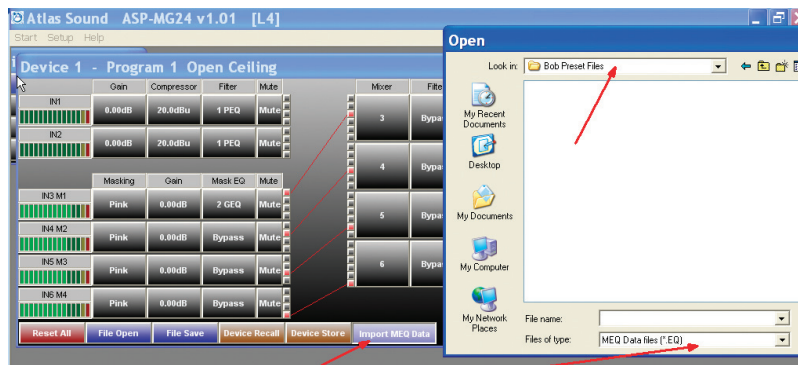 Atlas Sound ASP-MG24 v1.01 [L4]
Start Setup Help
Device 1 - Program 1 Open Ceiling
Gain Compressor Filter Mute Mixer
IN1 0.00dB 20.0dBu 1 PEQ Mute 3
IN2 0.00dB 20.0dBu 1 PEQ Mute 4
Masking Gain Mask EQ Mute
IN3 M1 Pink 0.00dB 2 GEQ Mute 5
IN4 M2 Pink 0.00dB Bypass Mute 6
IN5 M3 Pink 0.00dB Bypass Mute
IN6 M4 Pink 0.00dB Bypass Mute
Reset All File Open File Save Device Recall Device Store Import MEQ Data
Open
Look in: Bob Preset Files
My Recent
Documents
Desktop
My Documents
My Computer
My Network
Places
File name:
Files of type: MEQ Data files (*.EQ)